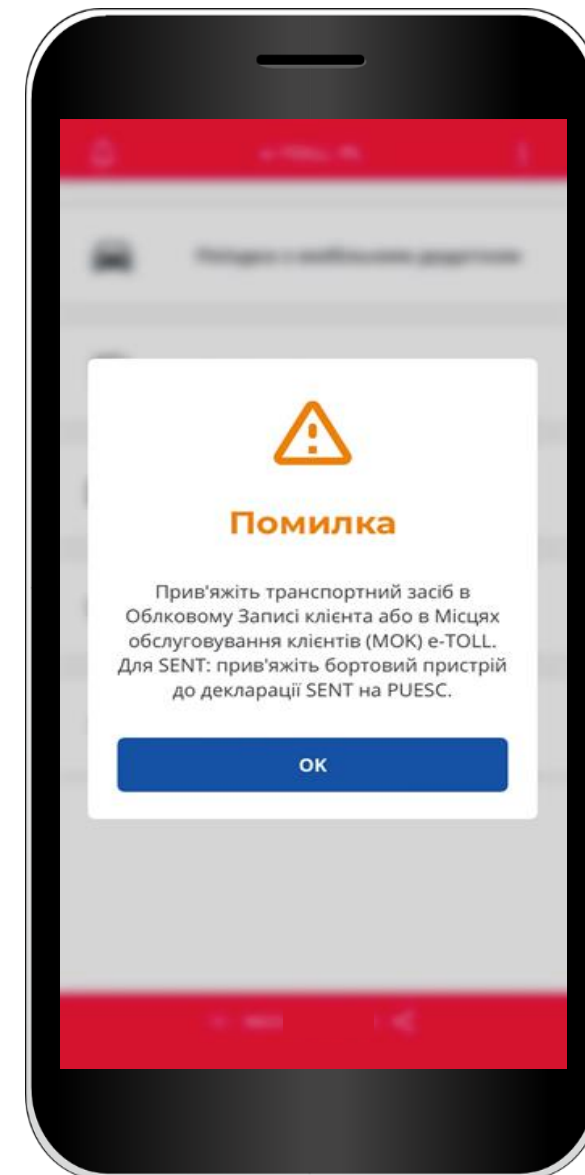 Помилка
Прив'яжіть транспортний засіб в
Облковому Записі клієнта або в Місцях
обслуговування клієнтів (МОК) e-TOLL.
Для SENT: прив'яжіть бортовий пристрій
до декларації SENT на PUESC.
ОК